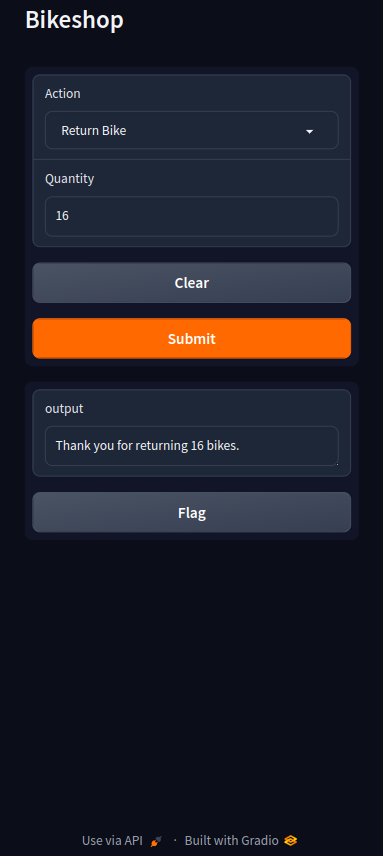 Bikeshop
Action
Return Bike
Quantity
16
Clear
Submit
output
Thank you for returning 16 bikes.
Flag
Use via API · Built with Gradio